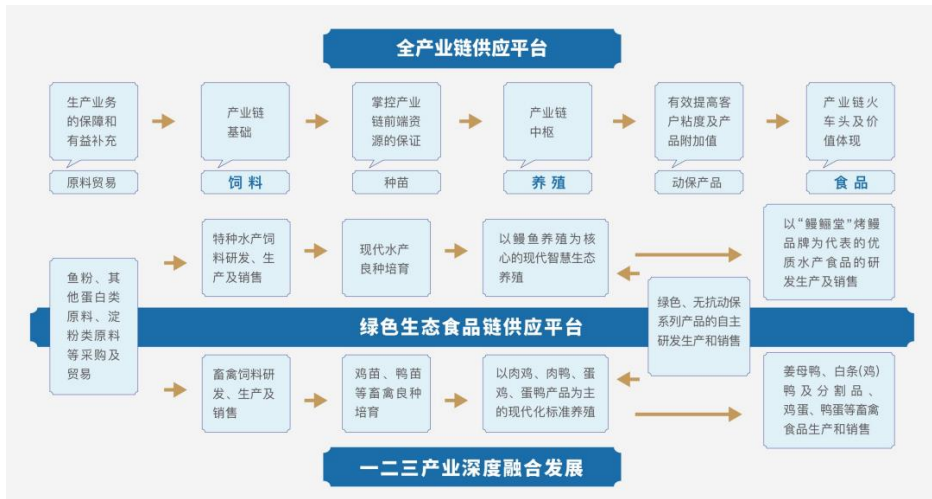 全产业链供应平台
生产业务
的保障和
有益补充
产业链
基础
掌控产业
链前端资
源的保证
产业链
中枢
有效提高客
户粘度及产
品附加值
产业链火
车头及价
值体现
原料贸易
饲料
种苗
养殖
动保产品
食品
鱼粉、其
他蛋白类
原料、淀
粉类原料
等采购及
贸易
特种水产饲
料研发、生
产及销售
现代水产
良种培育
以鳗鱼养殖为核
心的现代智慧生态
养殖
以“鳗鲡堂”烤鳗
品牌为代表的优
质水产食品的研
发生产及销售
绿色生态食品链供应平台
绿色、无抗动保
系列产品的自主
研发生产和销售
畜禽饲料研
发、生产及
销售
鸡苗、鸭苗
等畜禽良种
培育
以肉鸡、肉鸭、蛋
鸡、蛋鸭产品为主
的现代化标准养殖
姜母鸭、白条(鸡)
鸭及分割品、
鸡蛋、鸭蛋等畜禽
食品生产和销售
一二三产业深度融合发展